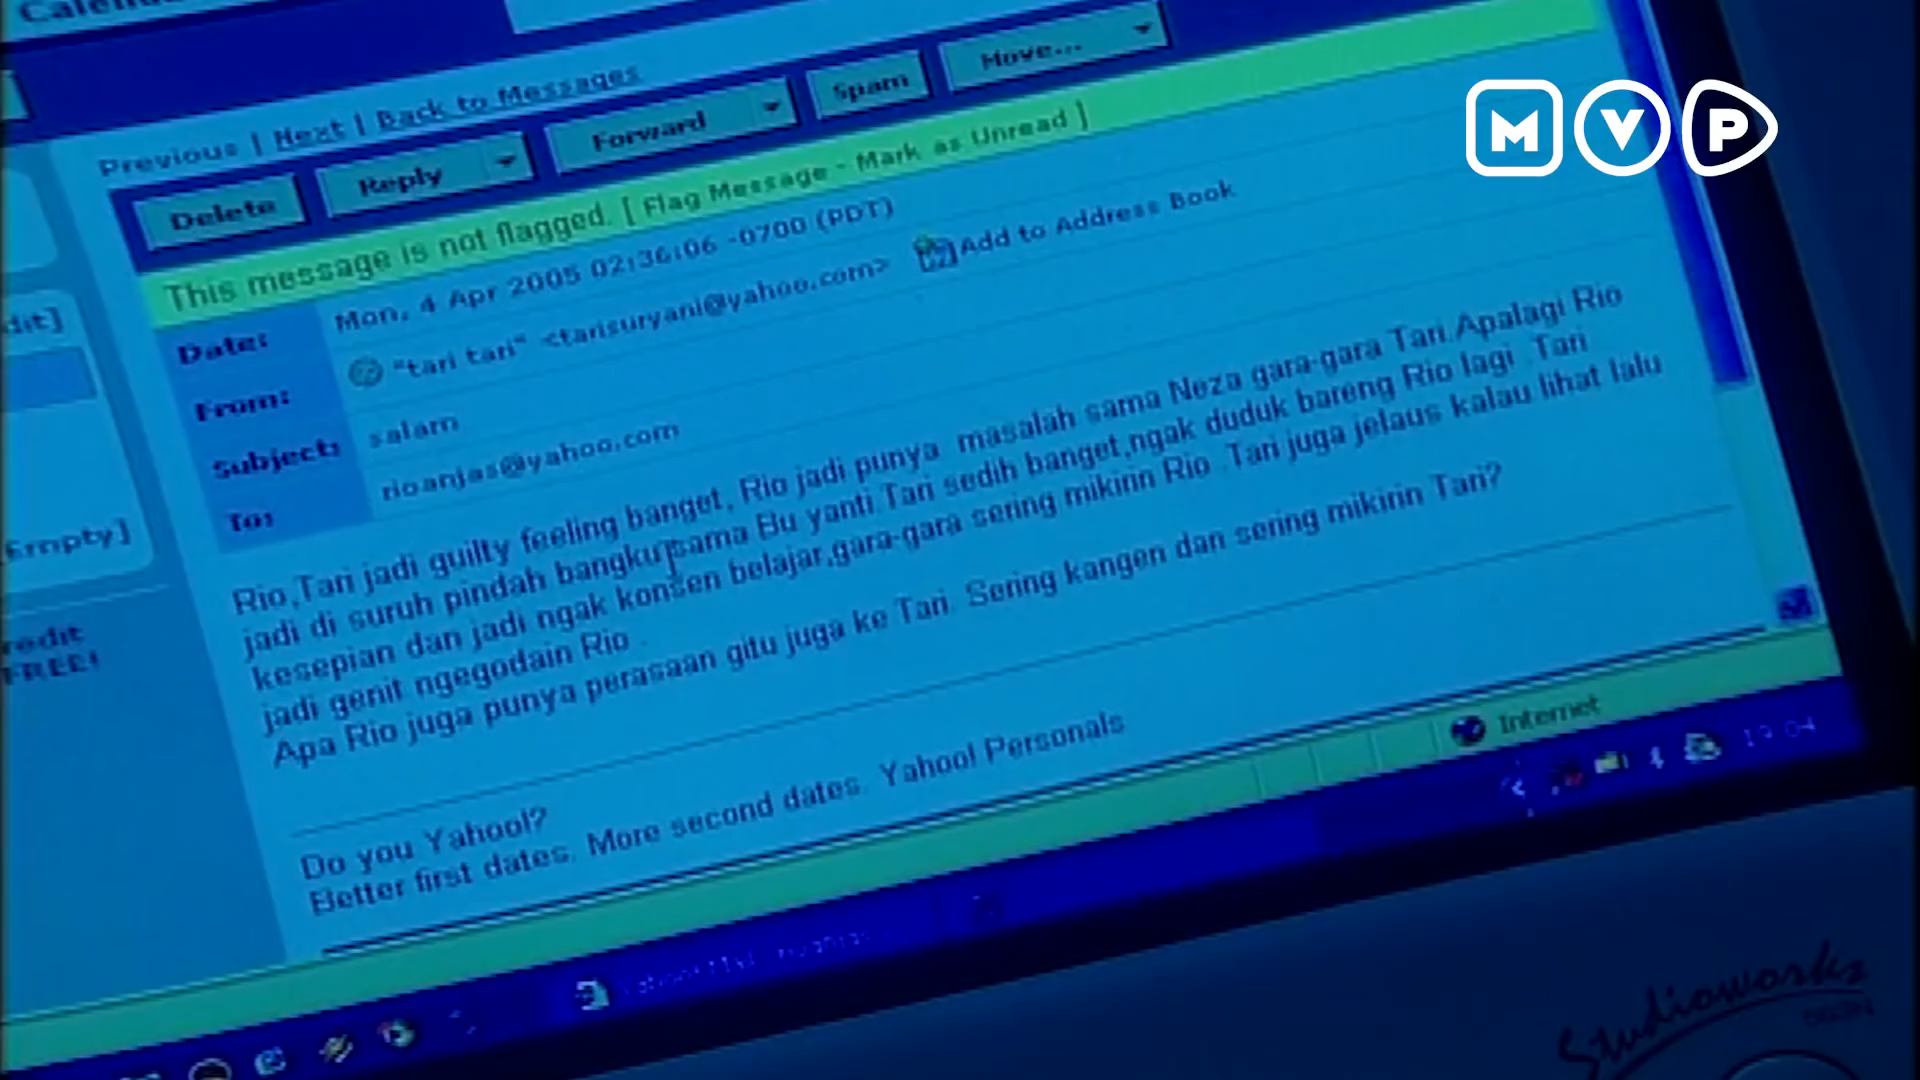 MVP
Previous | Next | Back to Messages
Delete Reply Forward Spam Move...
This message is not flagged. [ Flag Message - Mark as Unread ]
Date: Mon, 4 Apr 2005 02:36:06 -0700 (PDT)
From: "tari tari" <tarisuryani@yahoo.com> Add to Address Book
Subject: salam
To: rioanjas@yahoo.com
Rio,Tari jadi guilty feeling banget, Rio jadi punya masalah sama Neza gara-gara Tari.Apalagi Rio
jadi di suruh pindah bangku sama Bu yanti.Tari sedih banget,ngak duduk bareng Rio lagi .Tari
kesepian dan jadi ngak konsen belajar,gara-gara sering mikirin Rio .Tari juga jelaus kalau lihat lalu
jadi genit ngegodain Rio .
Apa Rio juga punya perasaan gitu juga ke Tari. Sering kangen dan sering mikirin Tari?
Do you Yahoo!?
Better first dates. More second dates. Yahoo! Personals
Empty]
FREE!
Internet
19:04
Studioworks